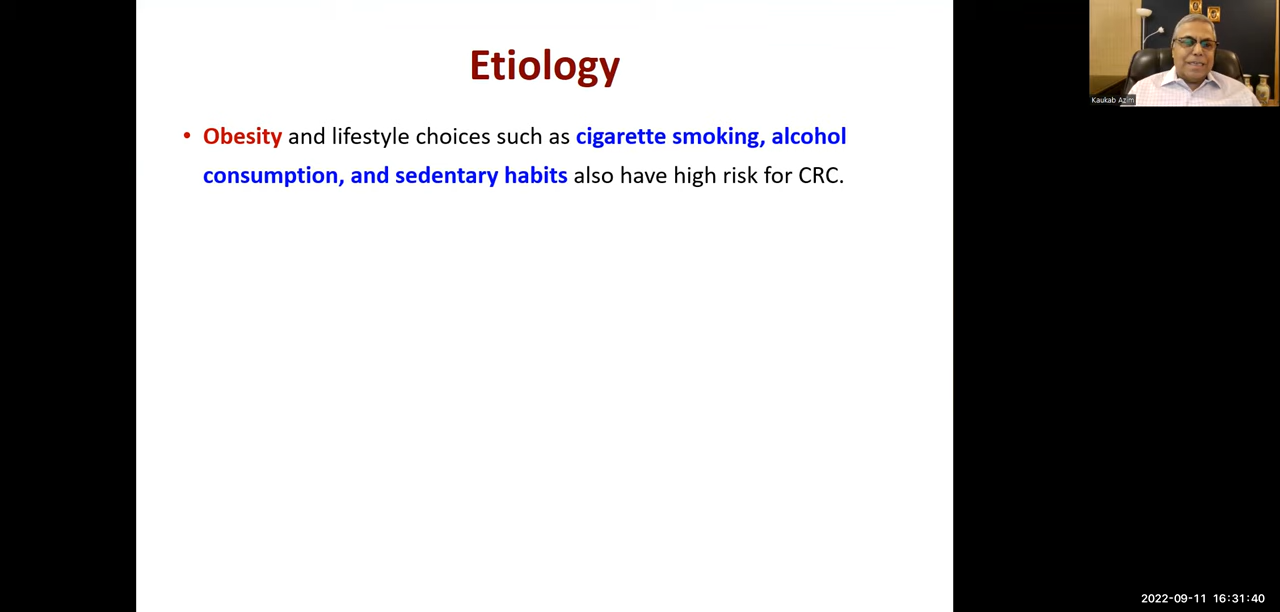 Etiology
• Obesity and lifestyle choices such as cigarette smoking, alcohol
consumption, and sedentary habits also have high risk for CRC.
Kaukab Azim
2022-09-11 16:31:40